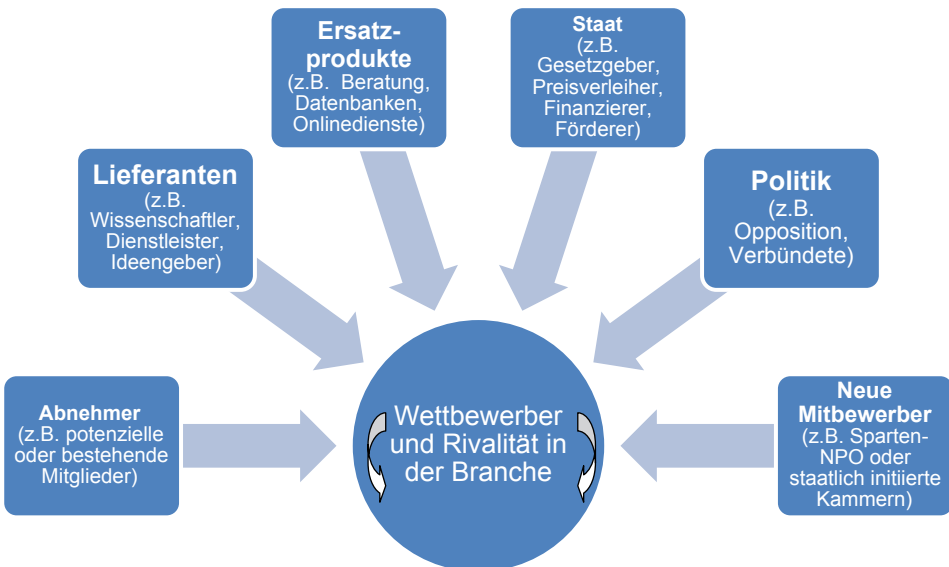 Ersatz-
produkte
(z.B. Beratung,
Datenbanken,
Onlinedienste)
Staat
(z.B.
Gesetzgeber,
Preisverleiher,
Finanzierer,
Förderer)
Lieferanten
(z.B.
Wissenschaftler,
Dienstleister,
Ideengeber)
Politik
(z.B.
Opposition,
Verbündete)
Abnehmer
(z.B. potenzielle
oder bestehende
Mitglieder)
Wettbewerber
und Rivalität in
der Branche
Neue
Mitbewerber
(z.B. Sparten-
NPO oder
staatlich initiierte
Kammern)